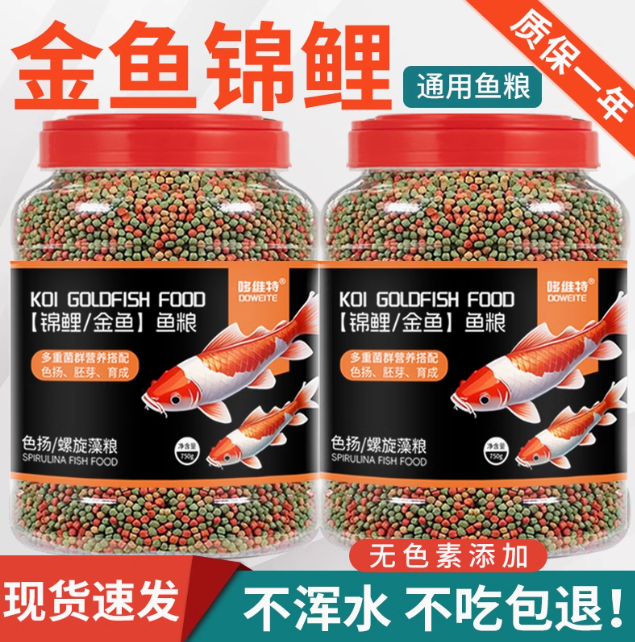 金鱼锦鲤
通用鱼粮
质保一年
哆维特®
DOWEITE
KOI GOLDFISH FOOD
【锦鲤/金鱼】鱼粮
多重菌群营养搭配
色扬、胚芽、育成
色扬/螺旋藻粮
SPIRULINA FISH FOOD
净含量
750g
哆维特®
DOWEITE
KOI GOLDFISH FOOD
【锦鲤/金鱼】鱼粮
多重菌群营养搭配
色扬、胚芽、育成
色扬/螺旋藻粮
SPIRULINA FISH FOOD
净含量
750g
无色素添加
现货速发
不浑水 不吃包退!